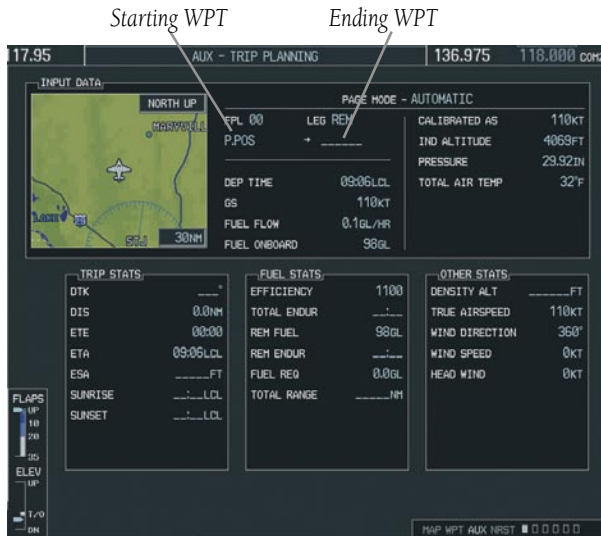 Starting WPT Ending WPT
117.95 AUX - TRIP PLANNING 136.975 118.000 COM2
INPUT DATA
NORTH UP
MARYVILL
LAKE
29
STJ
30NM
PAGE MODE - AUTOMATIC
FPL 00 LEG REM
P.POS → ______
DEP TIME 09:06LCL
GS 110KT
FUEL FLOW 0.1GL/HR
FUEL ONBOARD 98GL
CALIBRATED AS 110KT
IND ALTITUDE 4069FT
PRESSURE 29.92IN
TOTAL AIR TEMP 32°F
TRIP STATS
DTK ___°
DIS 0.0NM
ETE 00:00
ETA 09:06LCL
ESA _____FT
SUNRISE __:__LCL
SUNSET __:__LCL
FUEL STATS
EFFICIENCY 1100
TOTAL ENDUR __:__
REM FUEL 98GL
REM ENDUR __:__
FUEL REQ 0.0GL
TOTAL RANGE _____NM
OTHER STATS
DENSITY ALT ______FT
TRUE AIRSPEED 110KT
WIND DIRECTION 360°
WIND SPEED 0KT
HEAD WIND 0KT
FLAPS
UP
10
20
35
ELEV
UP
T/O
DN
MAP WPT AUX NRST